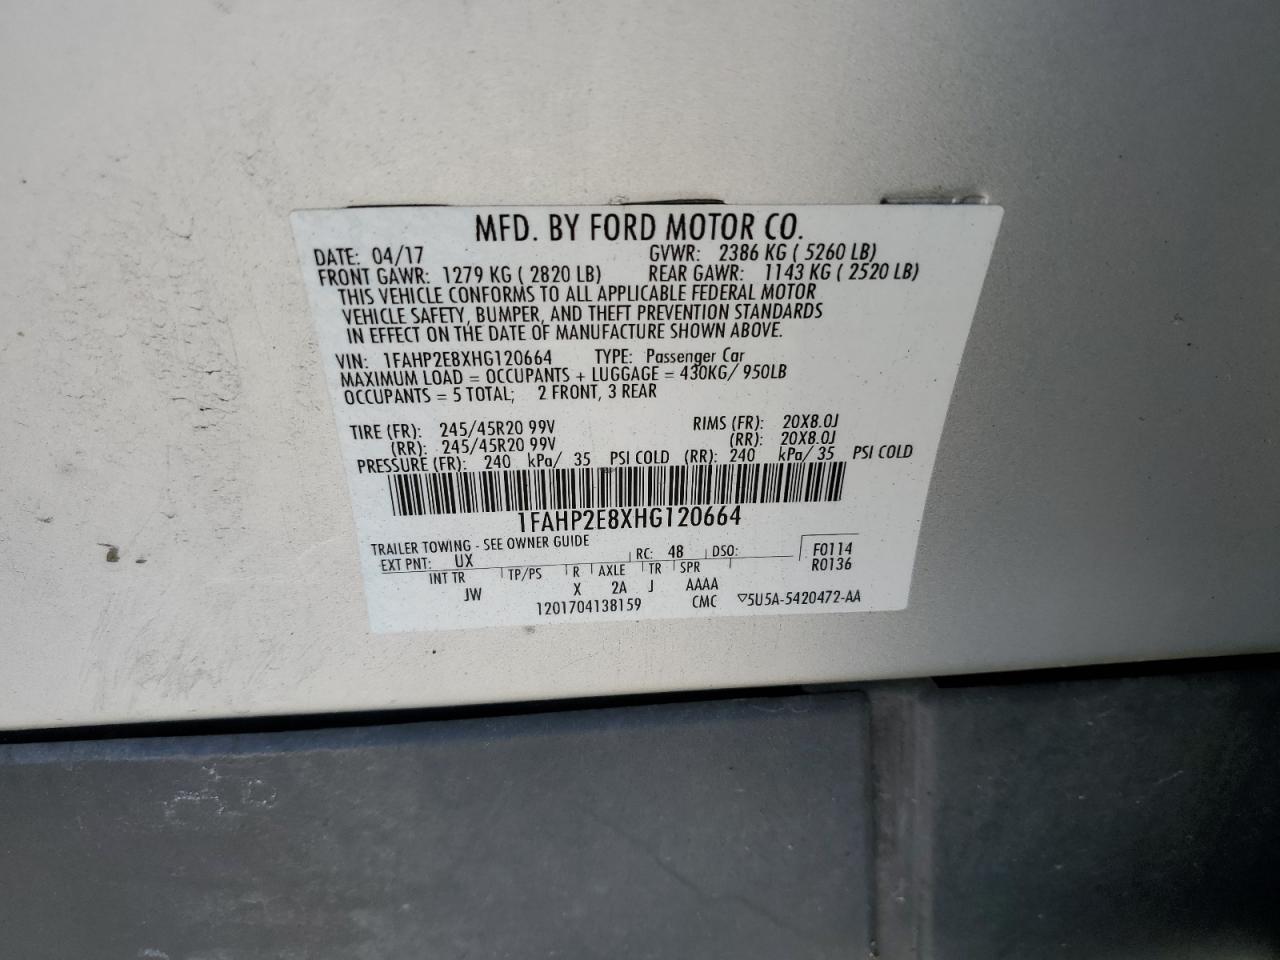 MFD. BY FORD MOTOR CO.
DATE: 04/17 GVWR: 2386 KG ( 5260 LB)
FRONT GAWR: 1279 KG ( 2820 LB) REAR GAWR: 1143 KG ( 2520 LB)
THIS VEHICLE CONFORMS TO ALL APPLICABLE FEDERAL MOTOR
VEHICLE SAFETY, BUMPER, AND THEFT PREVENTION STANDARDS
IN EFFECT ON THE DATE OF MANUFACTURE SHOWN ABOVE.
VIN: 1FAHP2E8XHG120664 TYPE: Passenger Car
MAXIMUM LOAD = OCCUPANTS + LUGGAGE = 430KG/ 950LB
OCCUPANTS = 5 TOTAL; 2 FRONT, 3 REAR
TIRE (FR): 245/45R20 99V RIMS (FR): 20X8.0J
(RR): 245/45R20 99V (RR): 20X8.0J
PRESSURE (FR): 240 kPa/ 35 PSI COLD (RR): 240 kPa/ 35 PSI COLD
1FAHP2E8XHG120664
TRAILER TOWING - SEE OWNER GUIDE
EXT PNT: UX RC: 48 DSO: F0114
R0136
INT TR TP/PS R AXLE TR SPR
JW X 2A J AAAA
1201704138159 CMC ▽5U5A-5420472-AA